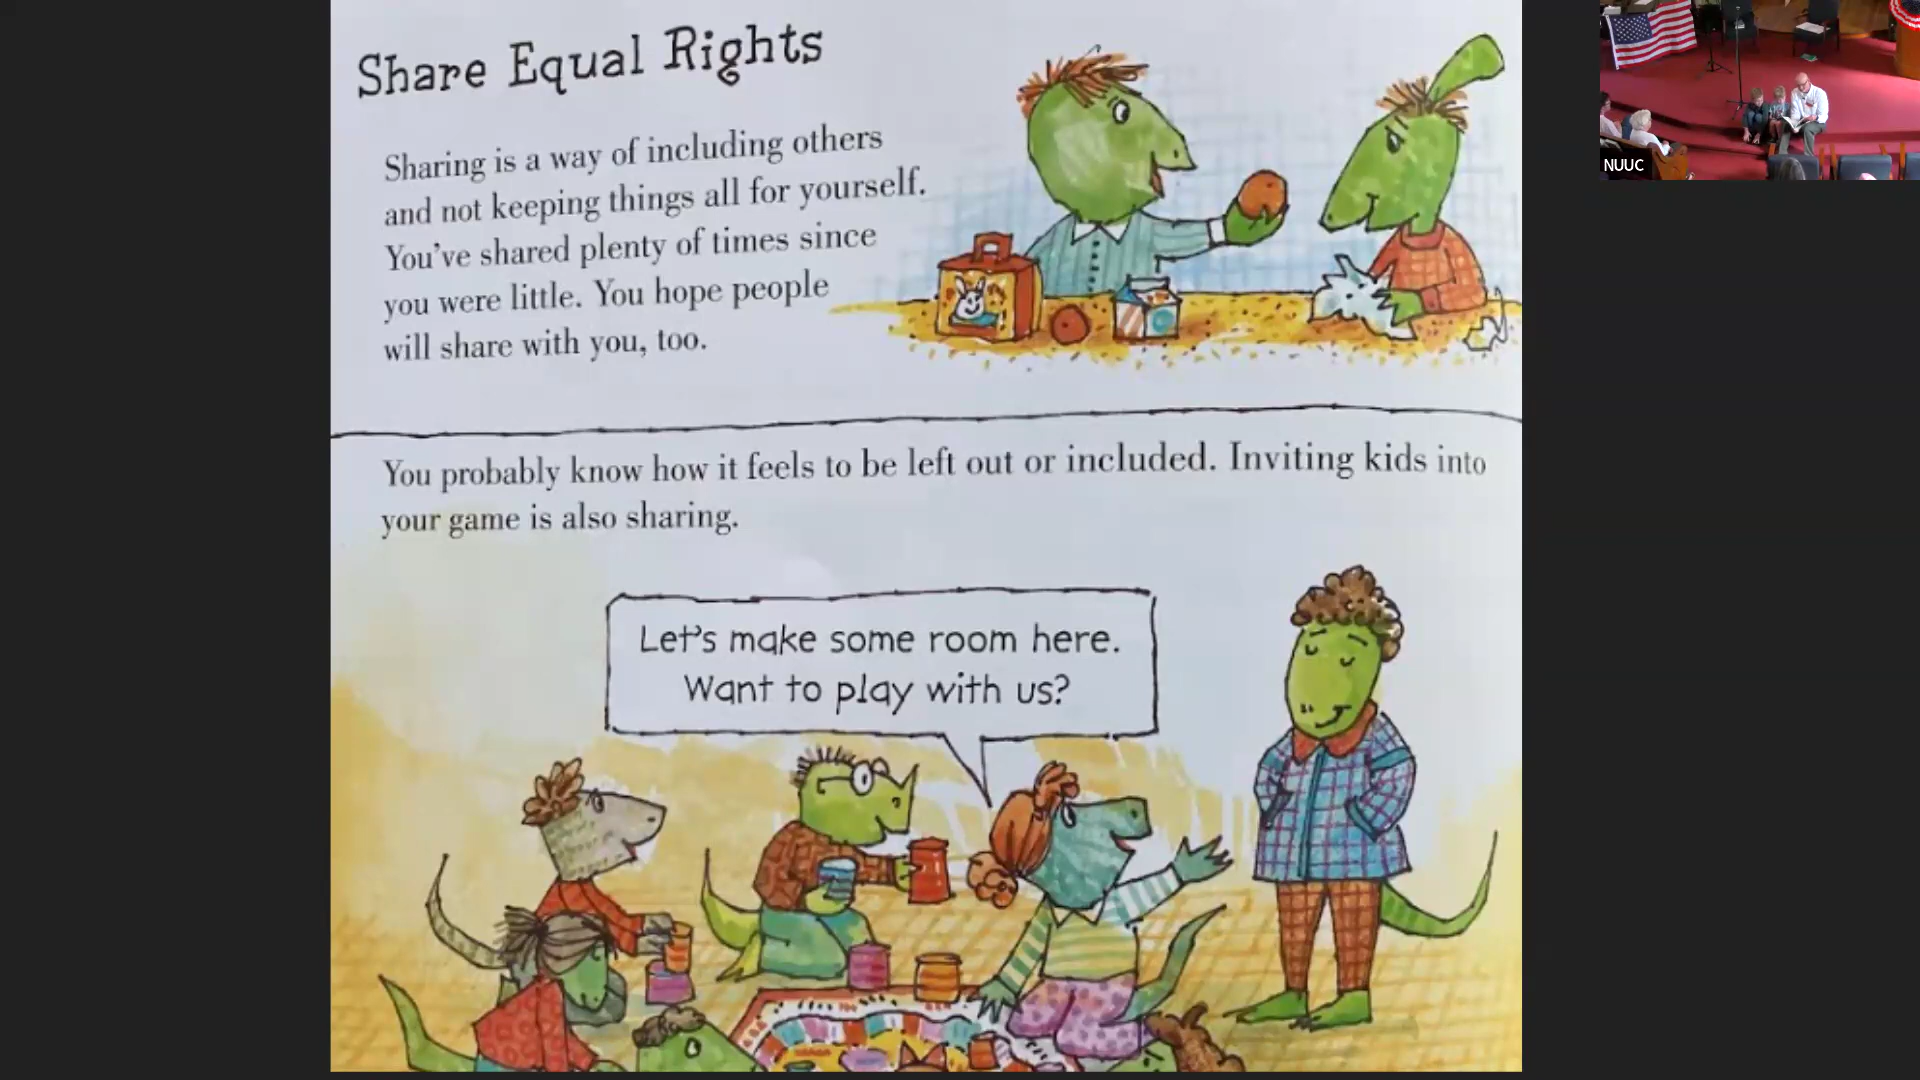 Share Equal Rights
Sharing is a way of including others
and not keeping things all for yourself.
You've shared plenty of times since
you were little. You hope people
will share with you, too.
You probably know how it feels to be left out or included. Inviting kids into
your game is also sharing.
Let's make some room here.
Want to play with us?
NUUC